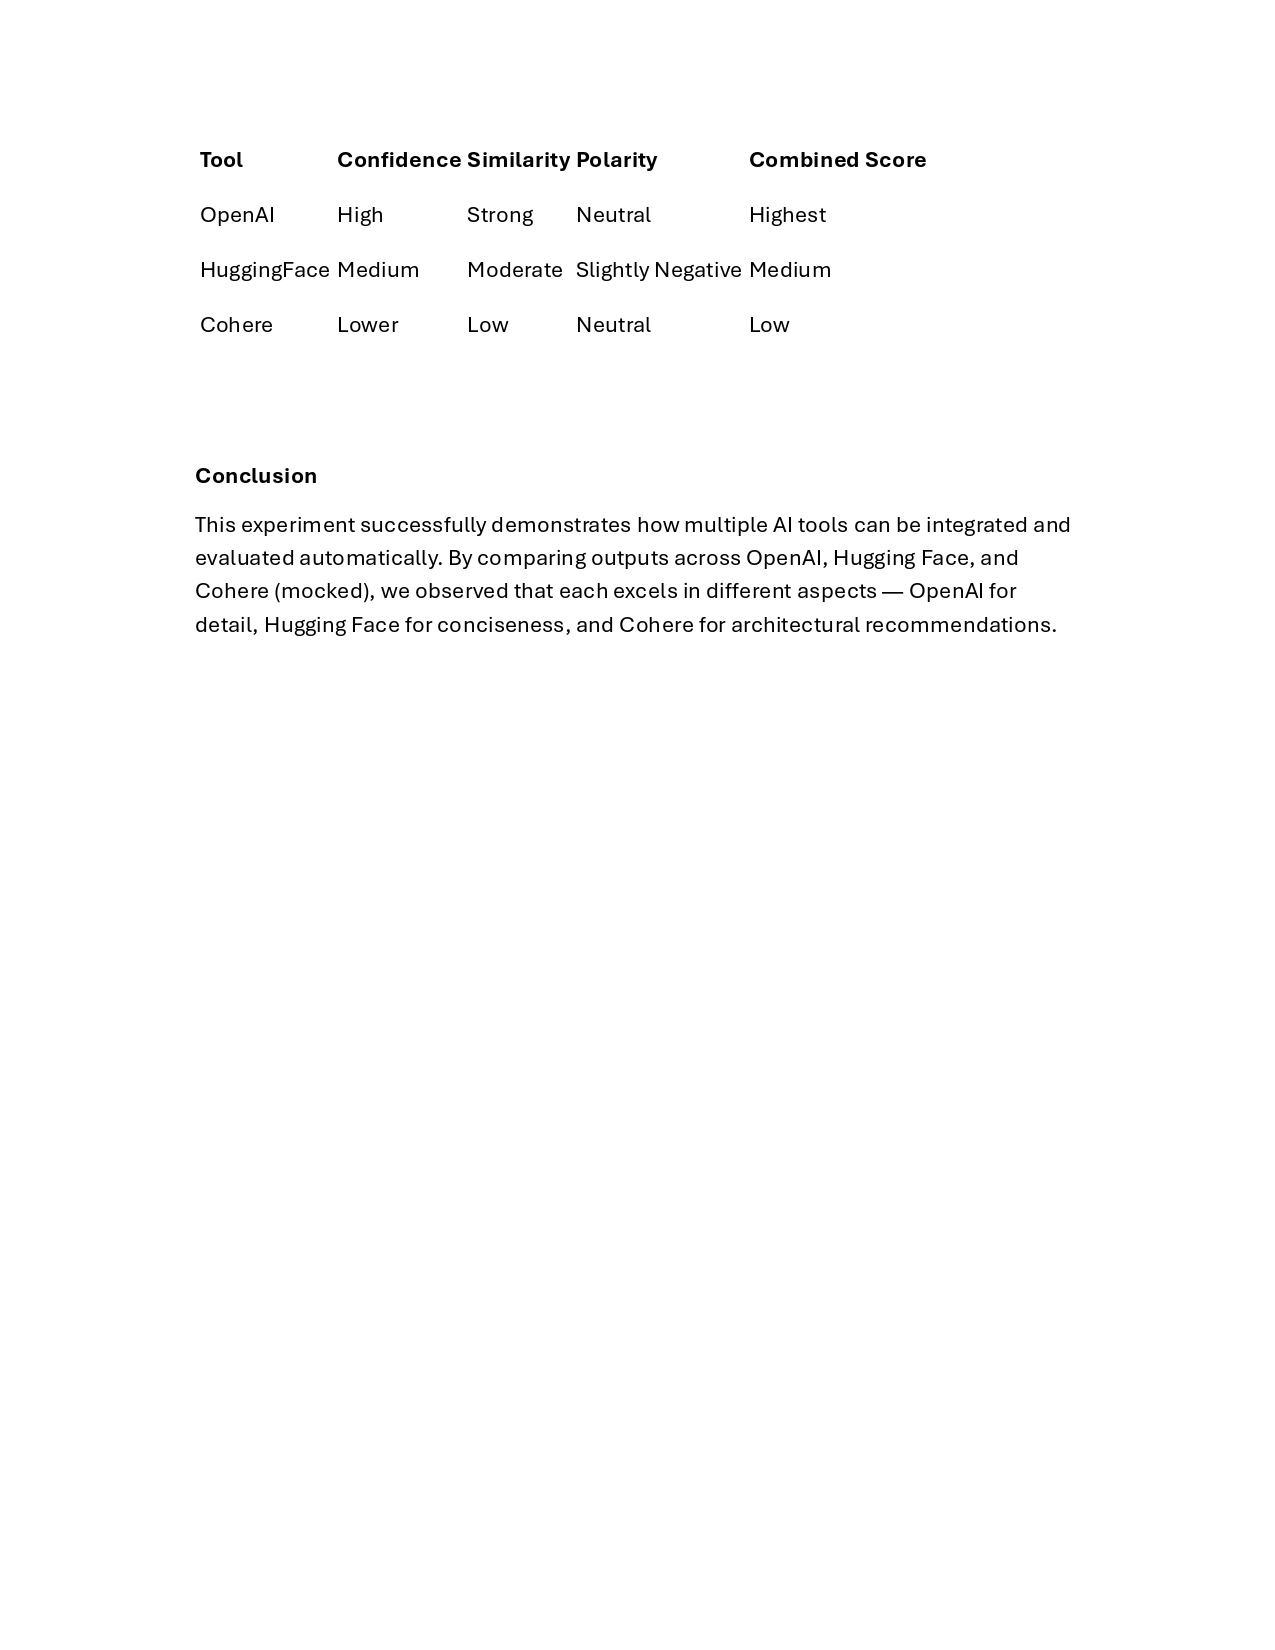 Tool Confidence Similarity Polarity Combined Score
OpenAI High Strong Neutral Highest
HuggingFace Medium Moderate Slightly Negative Medium
Cohere Lower Low Neutral Low
Conclusion
This experiment successfully demonstrates how multiple AI tools can be integrated and
evaluated automatically. By comparing outputs across OpenAI, Hugging Face, and
Cohere (mocked), we observed that each excels in different aspects — OpenAI for
detail, Hugging Face for conciseness, and Cohere for architectural recommendations.